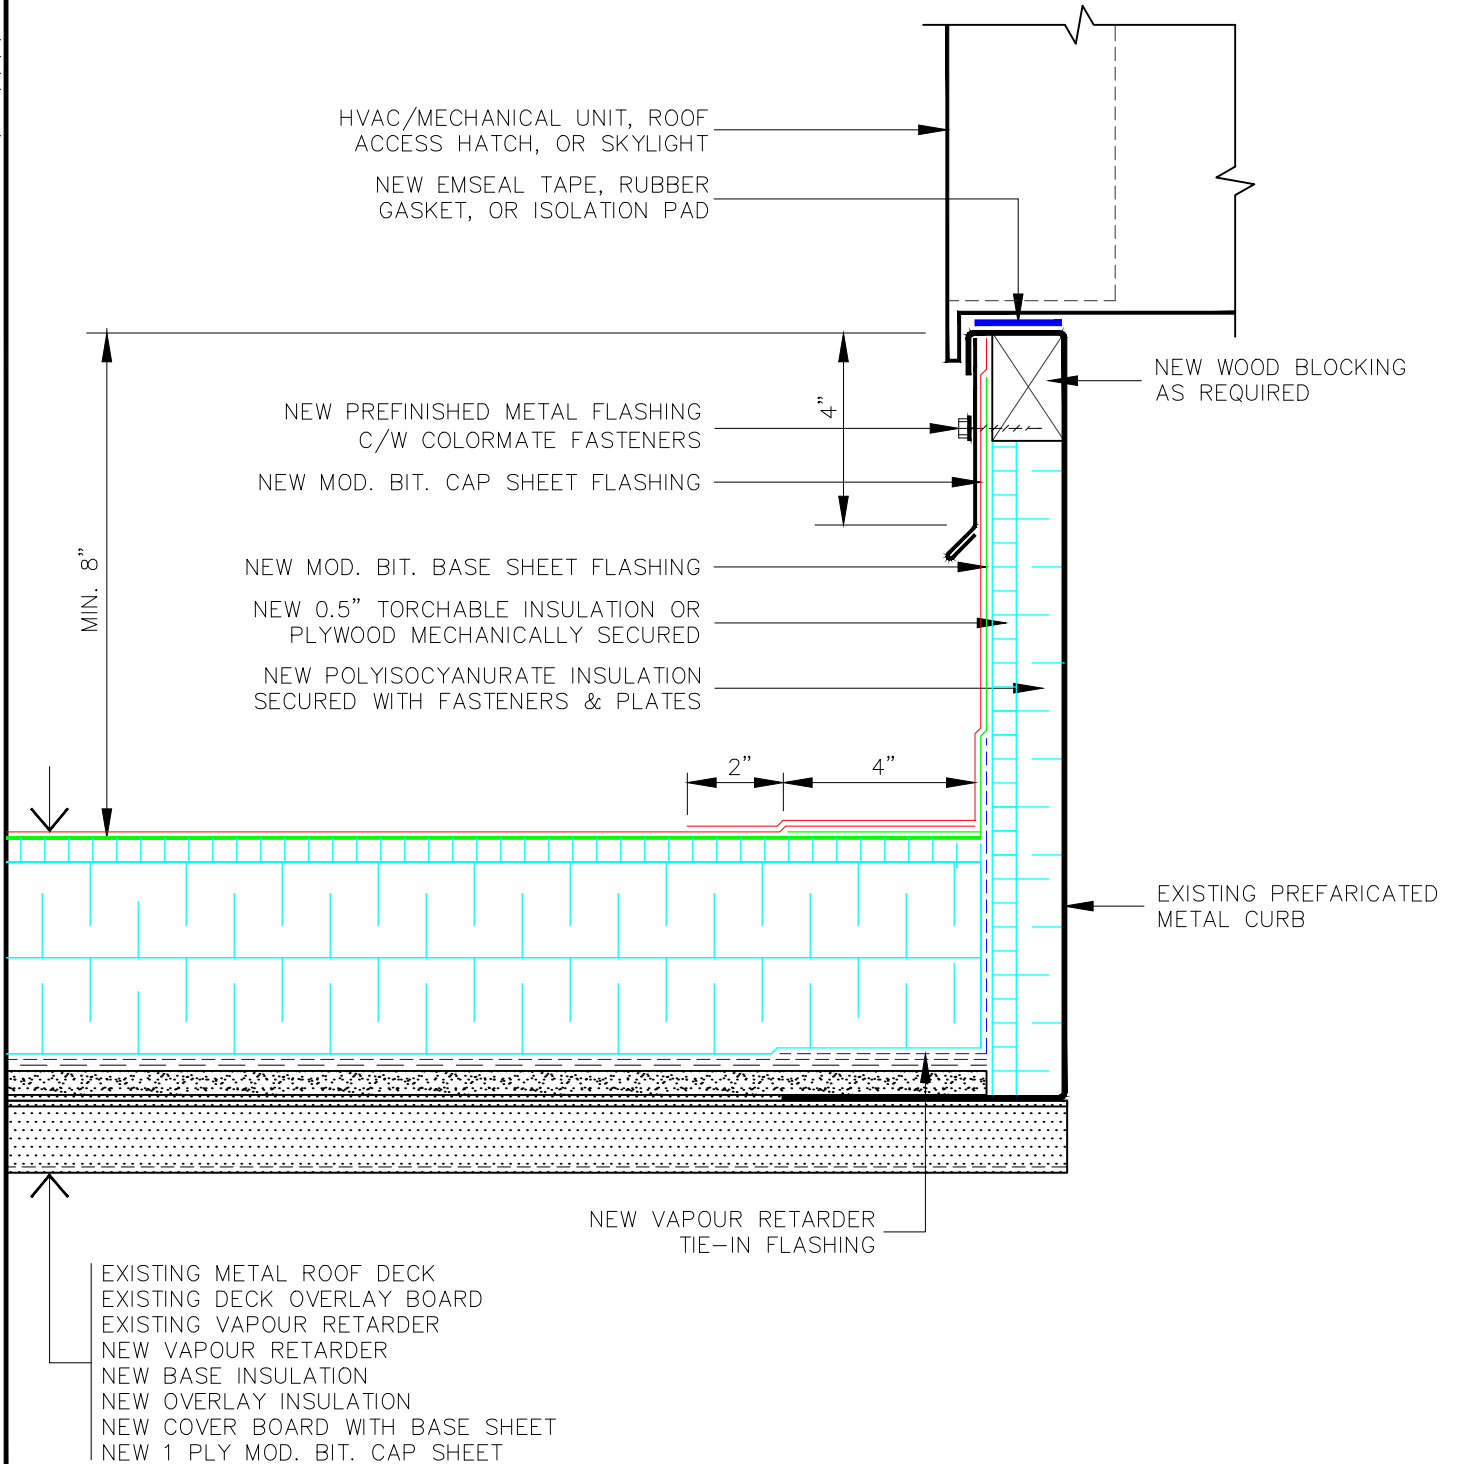 HVAC/MECHANICAL UNIT, ROOF
ACCESS HATCH, OR SKYLIGHT
NEW EMSEAL TAPE, RUBBER
GASKET, OR ISOLATION PAD
NEW WOOD BLOCKING
AS REQUIRED
4"
NEW PREFINISHED METAL FLASHING
C/W COLORMATE FASTENERS
NEW MOD. BIT. CAP SHEET FLASHING
MIN. 8"
NEW MOD. BIT. BASE SHEET FLASHING
NEW 0.5" TORCHABLE INSULATION OR
PLYWOOD MECHANICALLY SECURED
NEW POLYISOCYANURATE INSULATION
SECURED WITH FASTENERS & PLATES
2"
4"
EXISTING PREFARICATED
METAL CURB
NEW VAPOUR RETARDER
TIE-IN FLASHING
EXISTING METAL ROOF DECK
EXISTING DECK OVERLAY BOARD
EXISTING VAPOUR RETARDER
NEW VAPOUR RETARDER
NEW BASE INSULATION
NEW OVERLAY INSULATION
NEW COVER BOARD WITH BASE SHEET
NEW 1 PLY MOD. BIT. CAP SHEET